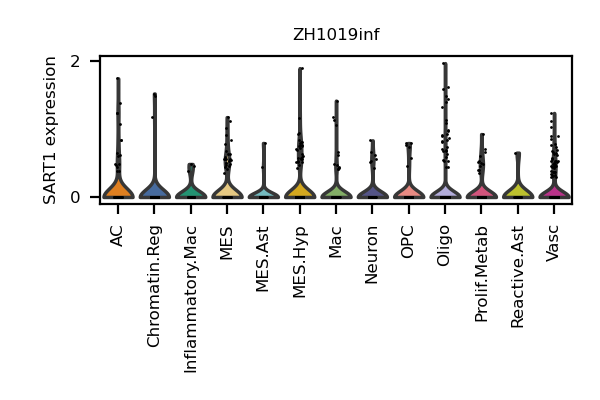 ZH1019inf
SART1 expression
2
0
AC
Chromatin.Reg
Inflammatory.Mac
MES
MES.Ast
MES.Hyp
Mac
Neuron
OPC
Oligo
Prolif.Metab
Reactive.Ast
Vasc